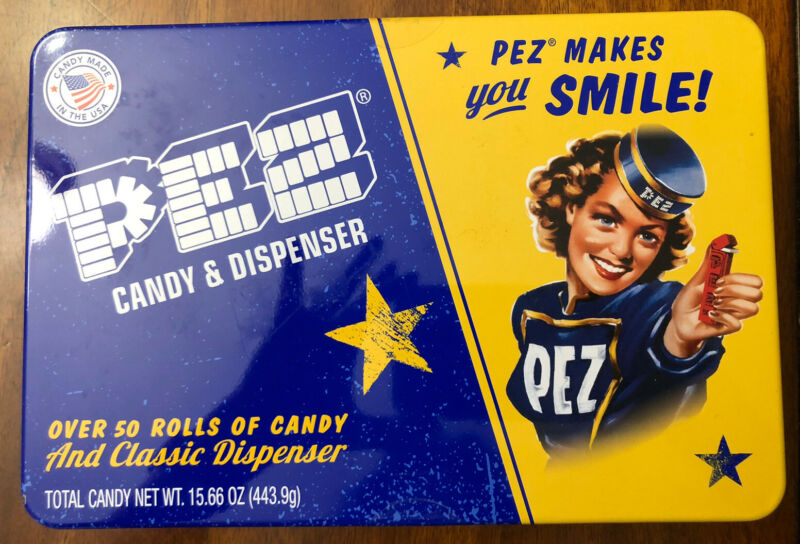 CANDY MADE
IN THE USA
PEZ®
CANDY & DISPENSER
OVER 50 ROLLS OF CANDY
And Classic Dispenser
TOTAL CANDY NET WT. 15.66 OZ (443.9g)
PEZ® MAKES
you SMILE!
PEZ
PEZ